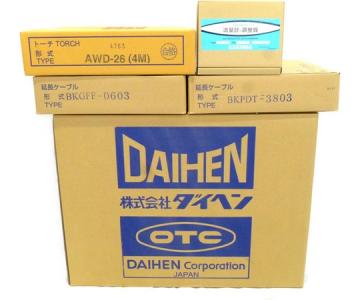 トーチ TORCH
4763
形式
TYPE AWD-26 (4M)
流量計・調整器
延長ケーブル
形式 BKGFF-0603
TYPE
延長ケーブル
形式 BKPDT-3803
TYPE
DAIHEN
株式会社ダイヘン
OTC
DAIHEN Corporation
JAPAN